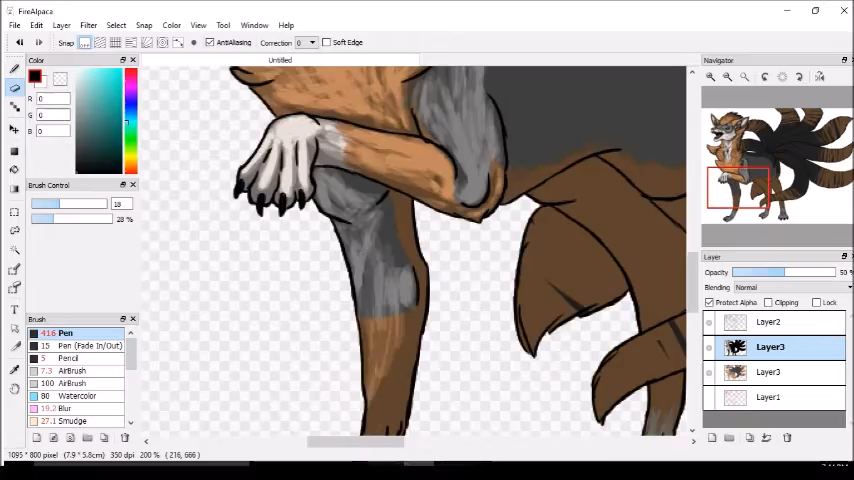 FireAlpaca
File Edit Layer Filter Select Snap Color View Tool Window Help
Snap OFF AntiAliasing Correction 0 Soft Edge
Color
Untitled
Navigator
R 0
G 0
B 0
Brush Control
18
28 %
Layer
Opacity 50 %
Blending Normal
Protect Alpha Clipping Lock
Layer2
Layer3
Layer3
Layer1
Brush
416 Pen
15 Pen (Fade In/Out)
5 Pencil
7.3 AirBrush
100 AirBrush
80 Watercolor
19.2 Blur
27.1 Smudge
1095 * 800 pixel (7.9 * 5.8cm) 350 dpi 200 % ( 216, 666 )